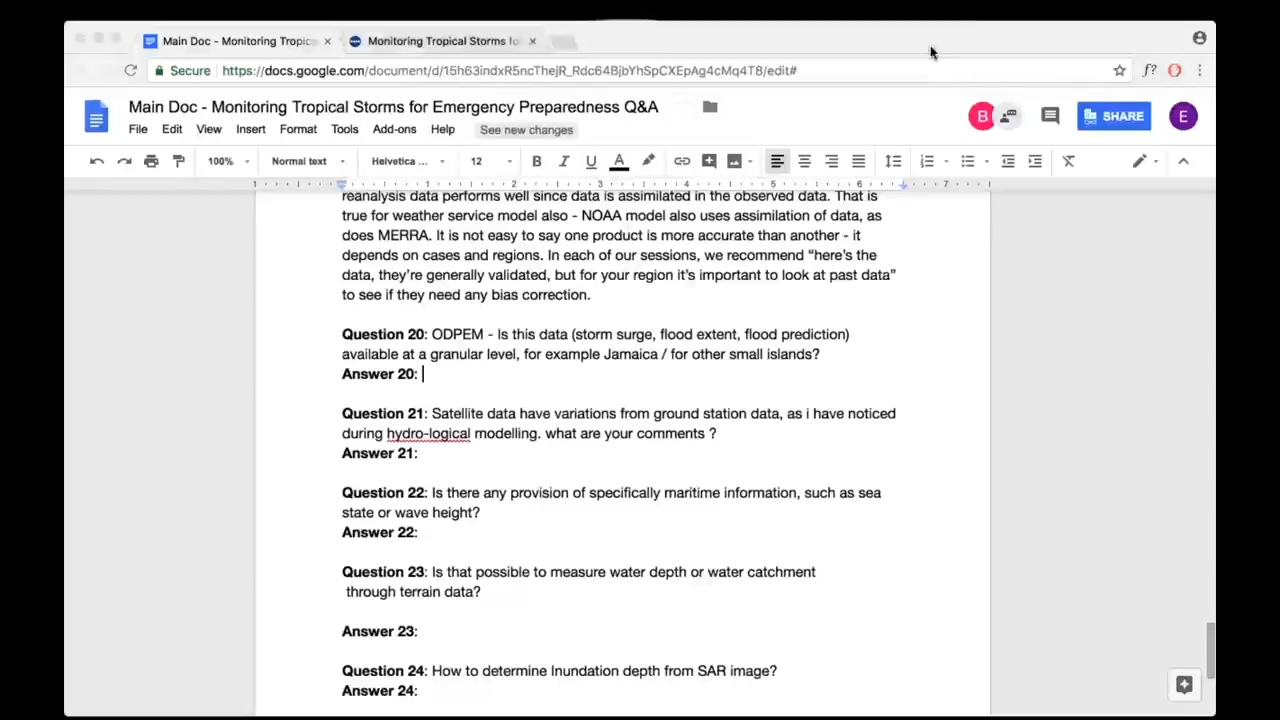 Main Doc - Monitoring Tropic
Monitoring Tropical Storms fo
Secure https://docs.google.com/document/d/15h63indxR5ncThejR_Rdc64BjbYhSpCXEpAg4cMq4T8/edit#
f?
Main Doc - Monitoring Tropical Storms for Emergency Preparedness Q&A
B
SHARE
E
File Edit View Insert Format Tools Add-ons Help See new changes
100% Normal text Helvetica ... 12 B I U A
1 1 2 3 4 5 6 7
reanalysis data performs well since data is assimilated in the observed data. That is
true for weather service model also - NOAA model also uses assimilation of data, as
does MERRA. It is not easy to say one product is more accurate than another - it
depends on cases and regions. In each of our sessions, we recommend “here’s the
data, they’re generally validated, but for your region it’s important to look at past data”
to see if they need any bias correction.
Question 20: ODPEM - Is this data (storm surge, flood extent, flood prediction)
available at a granular level, for example Jamaica / for other small islands?
Answer 20:
Question 21: Satellite data have variations from ground station data, as i have noticed
during hydro-logical modelling. what are your comments ?
Answer 21:
Question 22: Is there any provision of specifically maritime information, such as sea
state or wave height?
Answer 22:
Question 23: Is that possible to measure water depth or water catchment
through terrain data?
Answer 23:
Question 24: How to determine Inundation depth from SAR image?
Answer 24: